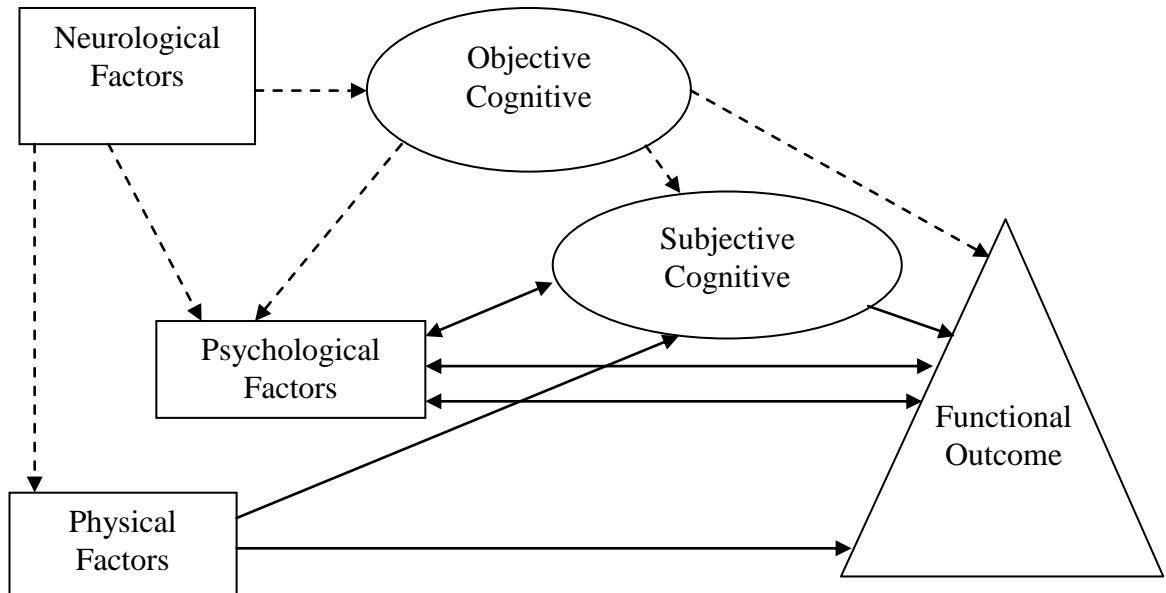 Neurological
Factors
Objective
Cognitive
Subjective
Cognitive
Psychological
Factors
Functional
Outcome
Physical
Factors